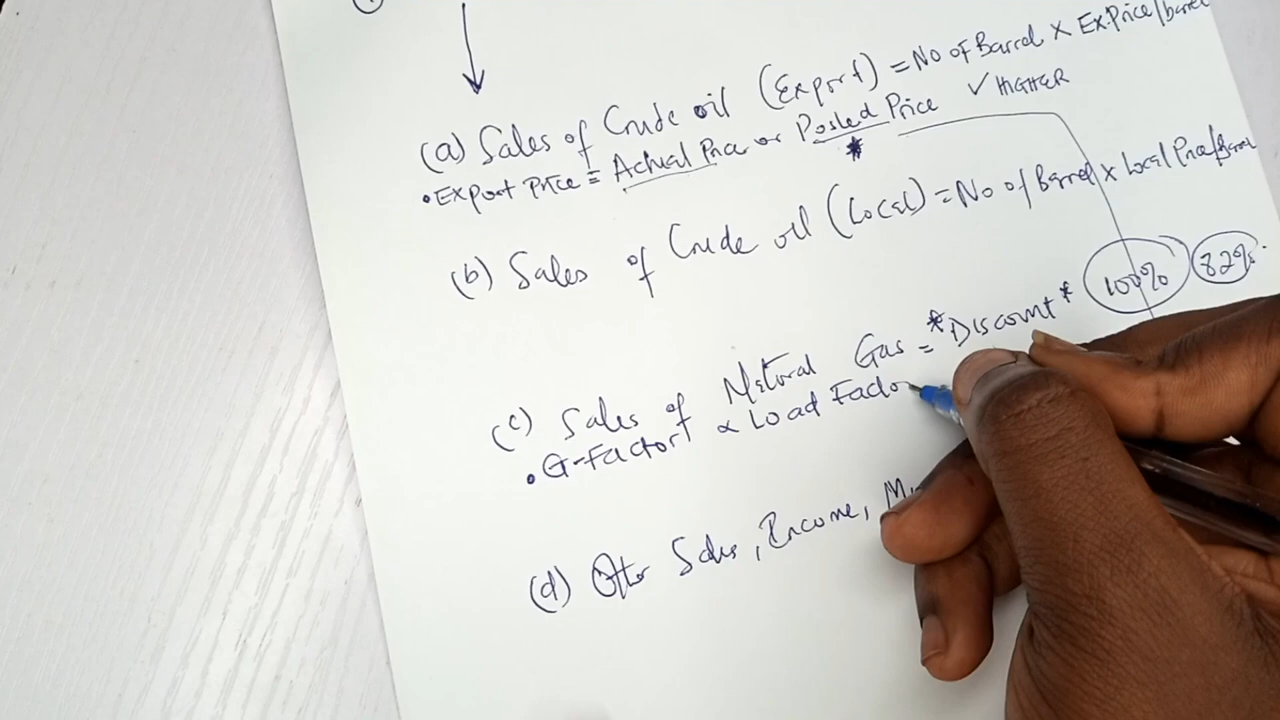 (a) Sales of Crude oil (Export) = No of Barrel x Ex.Price/barrel
• Export Price = Actual Price or Posted Price ✓ HIGHER
*
(b) Sales of Crude oil (Local) = No of Barrel x Local Price/Barrel
100% 82%
(c) Sales of Natural Gas = *Discount*
• G-Factor ∝ Load Facto
(d) Other Sales, Income,